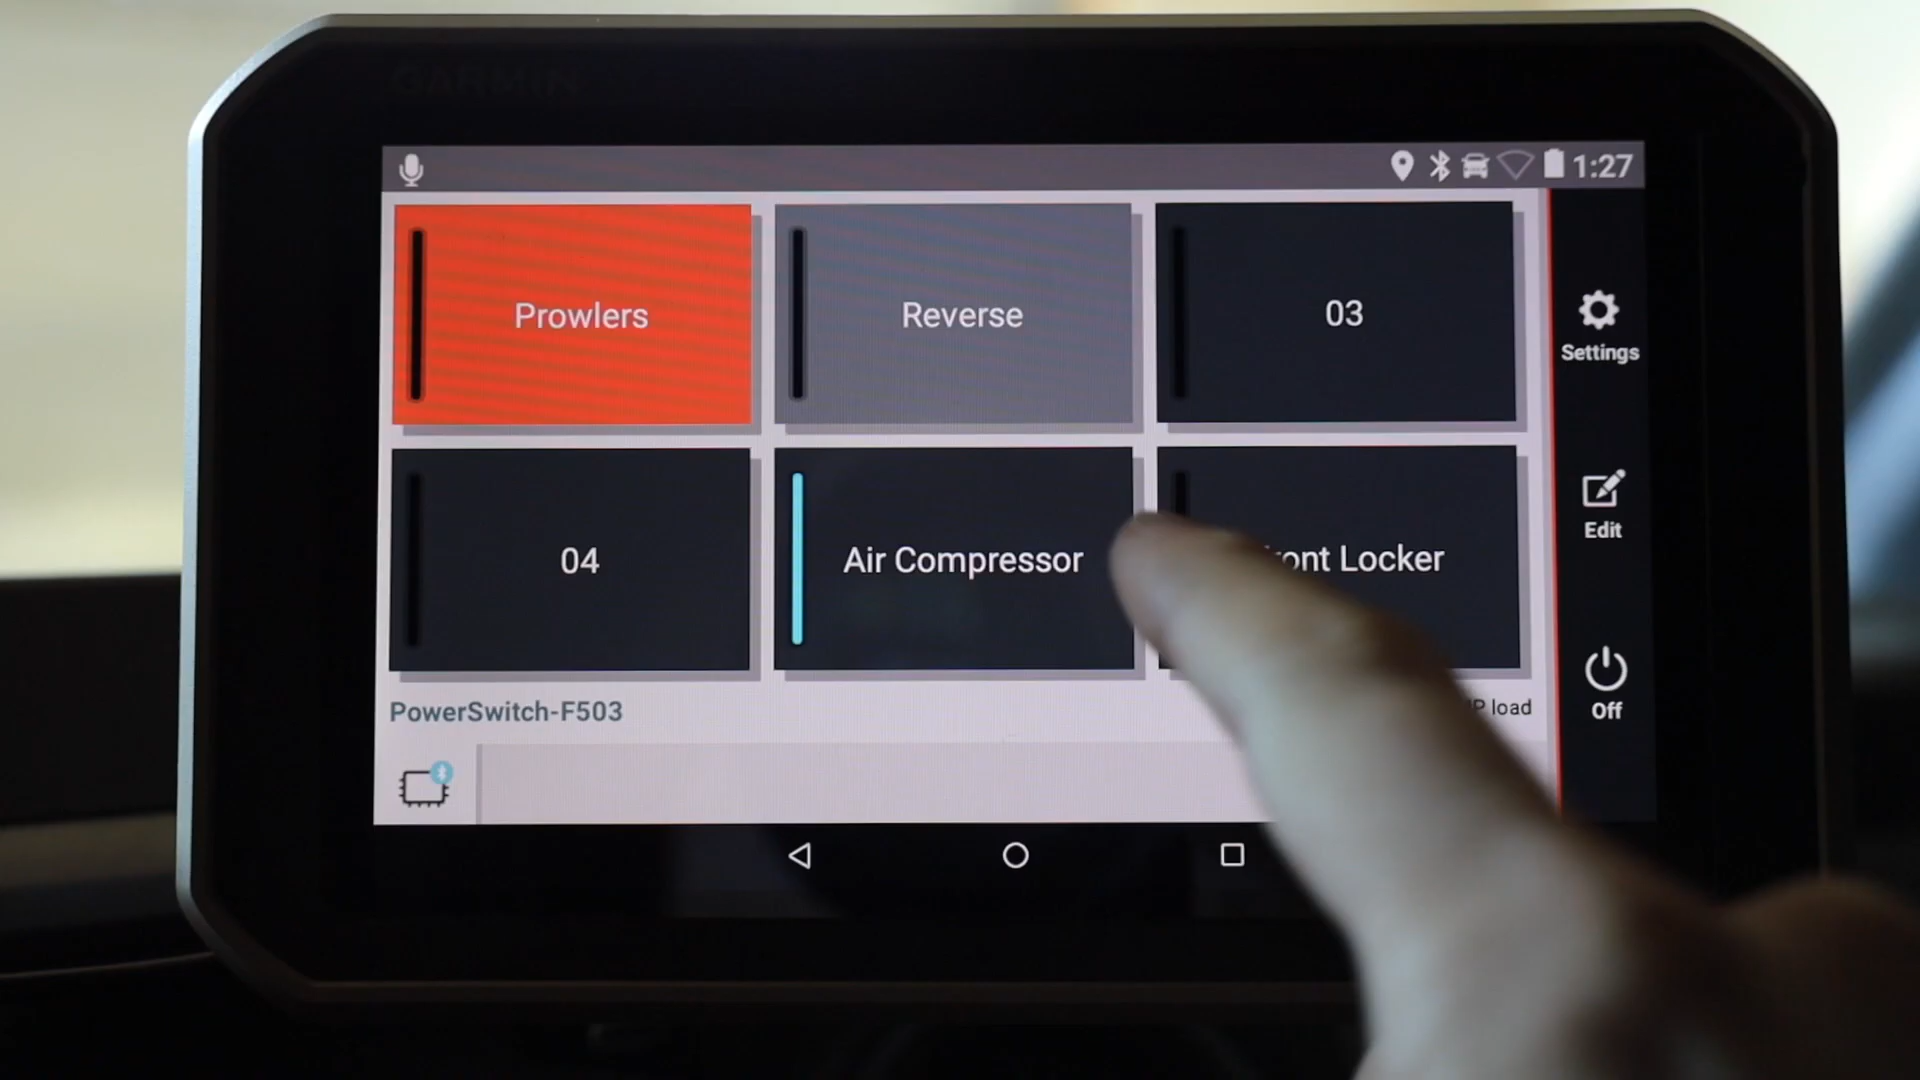 GARMIN
1:27
Prowlers
Reverse
03
Settings
04
Air Compressor
ont Locker
Edit
Off
PowerSwitch-F503
load